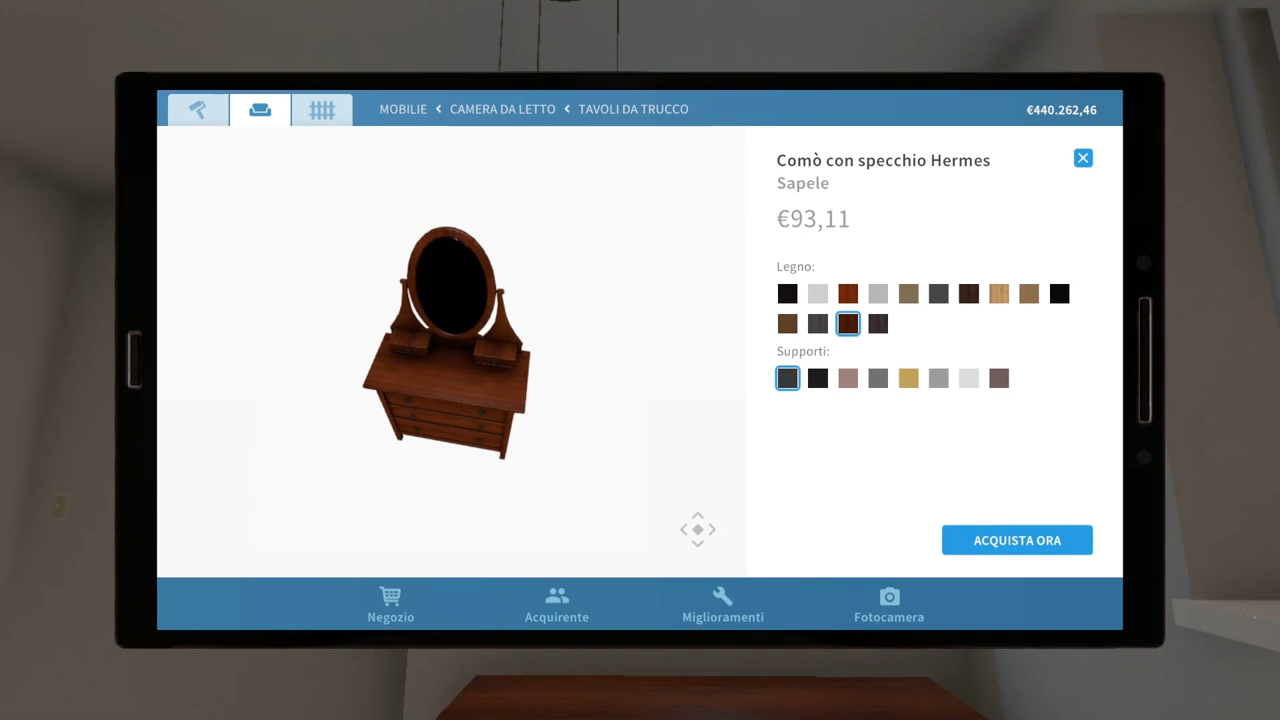 MOBILIE < CAMERA DA LETTO < TAVOLI DA TRUCCO
€440.262,46
Comò con specchio Hermes
Sapele
€93,11
Legno:
Supporti:
ACQUISTA ORA
Negozio
Acquirente
Miglioramenti
Fotocamera